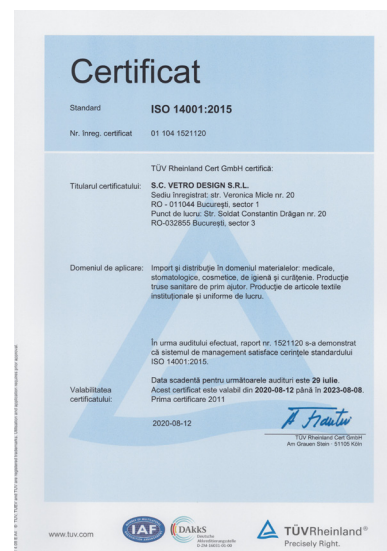 Certificat
Standard ISO 14001:2015
Nr. Inreg. certificat 01 104 1521120
TÜV Rheinland Cert GmbH certifică:
Titularul certificatului: S.C. VETRO DESIGN S.R.L.
Sediu înregistrat: str. Veronica Micle nr. 20
RO - 011044 București, sector 1
Punct de lucru: Str. Soldat Constantin Drăgan nr. 20
RO-032855 București, sector 3
Domeniul de aplicare: Import și distribuție în domeniul materialelor: medicale,
stomatologice, cosmetice, de igienă și curățenie. Producție
truse sanitare de prim ajutor. Producție de articole textile
instituționale și uniforme de lucru.
În urma auditului efectuat, raport nr. 1521120 s-a demonstrat
că sistemul de management satisface cerințele standardului
ISO 14001:2015.
Data scadentă pentru următoarele audituri este 29 iulie.
Valabilitatea Acest certificat este valabil din 2020-08-12 până în 2023-08-08.
certificatului: Prima certificare 2011
2020-08-12
TÜV Rheinland Cert GmbH
Am Grauen Stein · 51105 Köln
www.tuv.com
IAF
DAkkS
Deutsche
Akkreditierungsstelle
D-ZM-16031-01-00
TÜVRheinland®
Precisely Right.